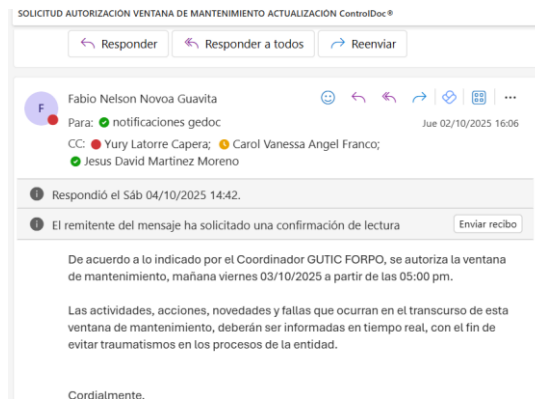 SOLICITUD AUTORIZACIÓN VENTANA DE MANTENIMIENTO ACTUALIZACIÓN ControlDoc®
Responder
Responder a todos
Reenviar
F
Fabio Nelson Novoa Guavita
Para: notificaciones gedoc
Jue 02/10/2025 16:06
CC: Yury Latorre Capera; Carol Vanessa Angel Franco;
Jesus David Martinez Moreno
Respondió el Sáb 04/10/2025 14:42.
El remitente del mensaje ha solicitado una confirmación de lectura
Enviar recibo
De acuerdo a lo indicado por el Coordinador GUTIC FORPO, se autoriza la ventana
de mantenimiento, mañana viernes 03/10/2025 a partir de las 05:00 pm.
Las actividades, acciones, novedades y fallas que ocurran en el transcurso de esta
ventana de mantenimiento, deberán ser informadas en tiempo real, con el fin de
evitar traumatismos en los procesos de la entidad.
Cordialmente,